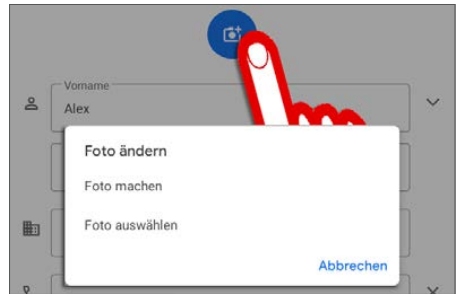 Vorname
Alex
Foto ändern
Foto machen
Foto auswählen
Abbrechen